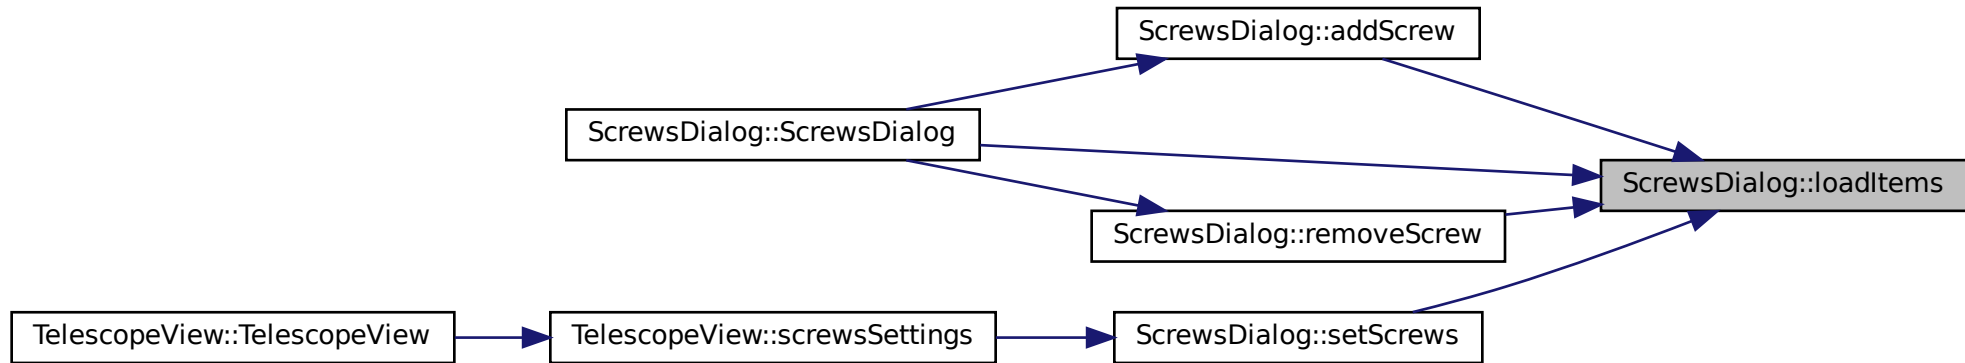 ScrewsDialog::addScrew
ScrewsDialog::ScrewsDialog
ScrewsDialog::loadItems
ScrewsDialog::removeScrew
TelescopeView::TelescopeView
TelescopeView::screwsSettings
ScrewsDialog::setScrews